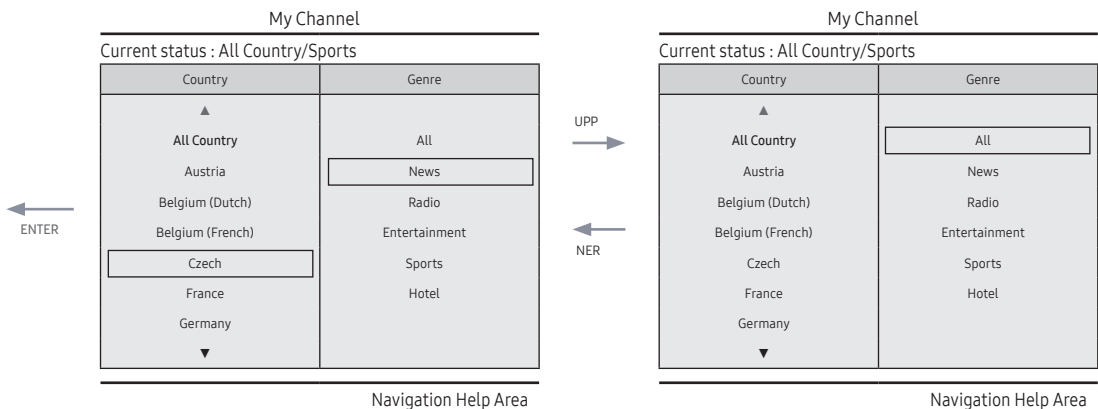 My Channel
Current status : All Country/Sports
Country Genre
▲
All Country All
Austria News
Belgium (Dutch) Radio
Belgium (French) Entertainment
Czech Sports
France Hotel
Germany
▼
Navigation Help Area
ENTER
UPP
NER
My Channel
Current status : All Country/Sports
Country Genre
▲
All Country All
Austria News
Belgium (Dutch) Radio
Belgium (French) Entertainment
Czech Sports
France Hotel
Germany
▼
Navigation Help Area